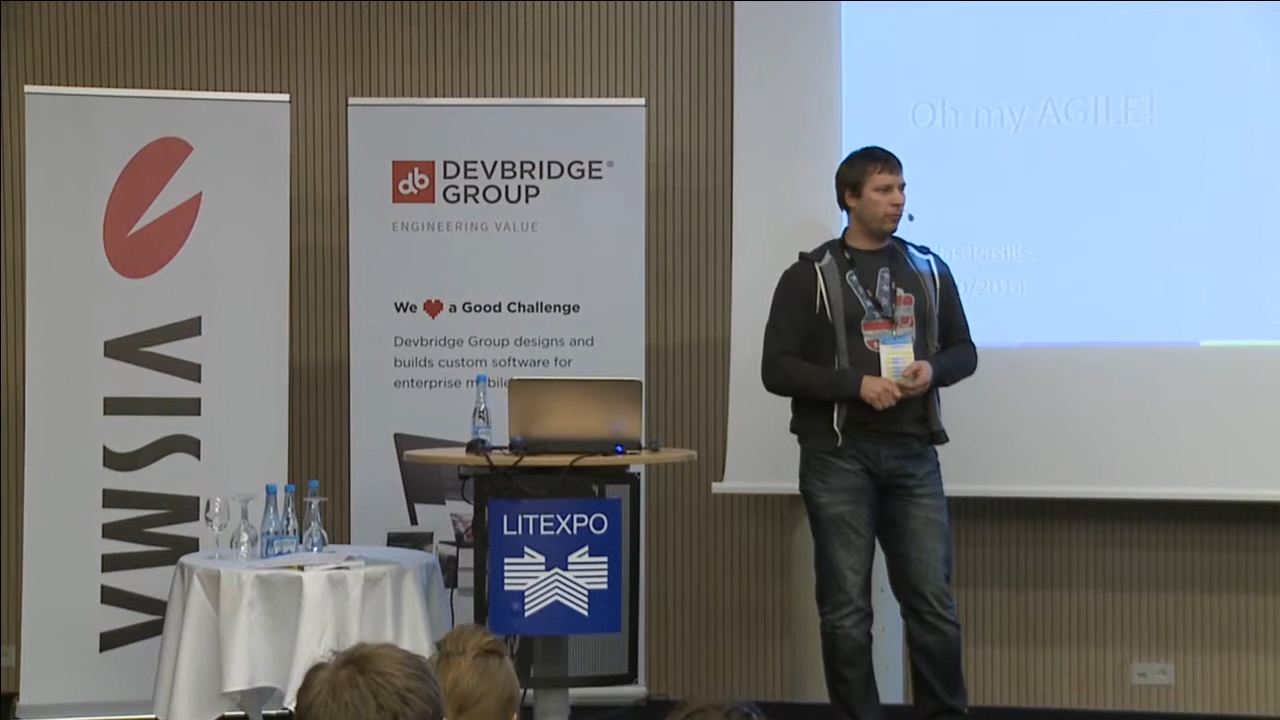 VISMA
db DEVBRIDGE®
GROUP
ENGINEERING VALUE
We a Good Challenge
Devbridge Group designs and
builds custom software for
enterprise
LITEXPO
Oh my AGILE!